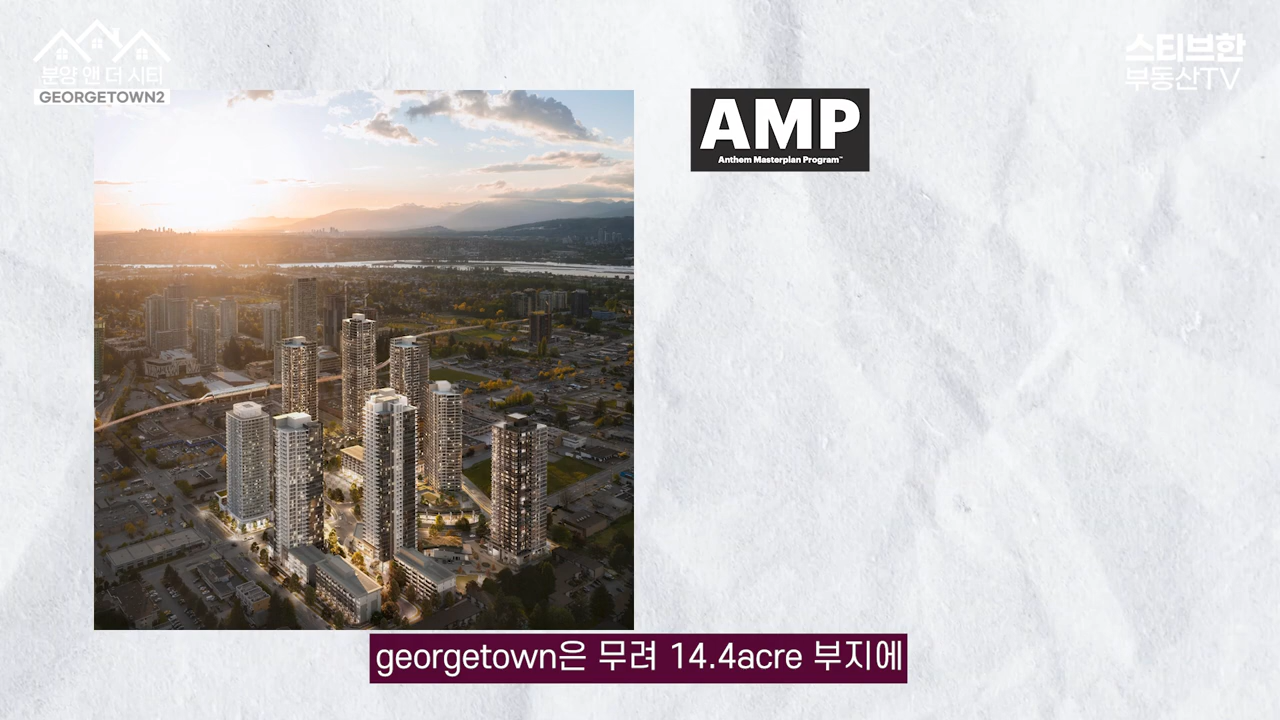 분양 앤 더 시티
GEORGETOWN2
스티브한
부동산TV
AMP
Anthem Masterplan Program™
georgetown은 무려 14.4acre 부지에